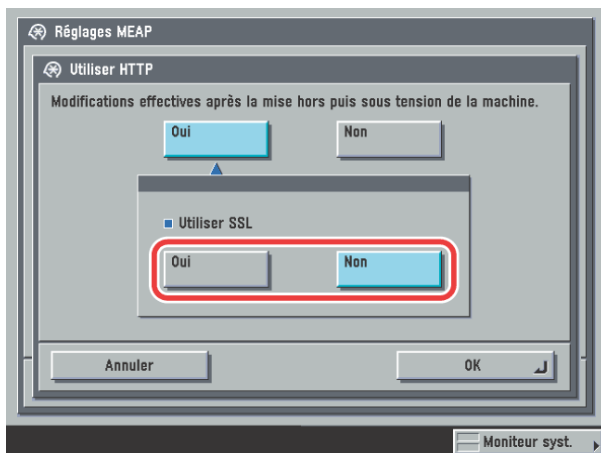 Réglages MEAP
Utiliser HTTP
Modifications effectives après la mise hors puis sous tension de la machine.
Oui Non
Utiliser SSL
Oui Non
Annuler OK
Moniteur syst.